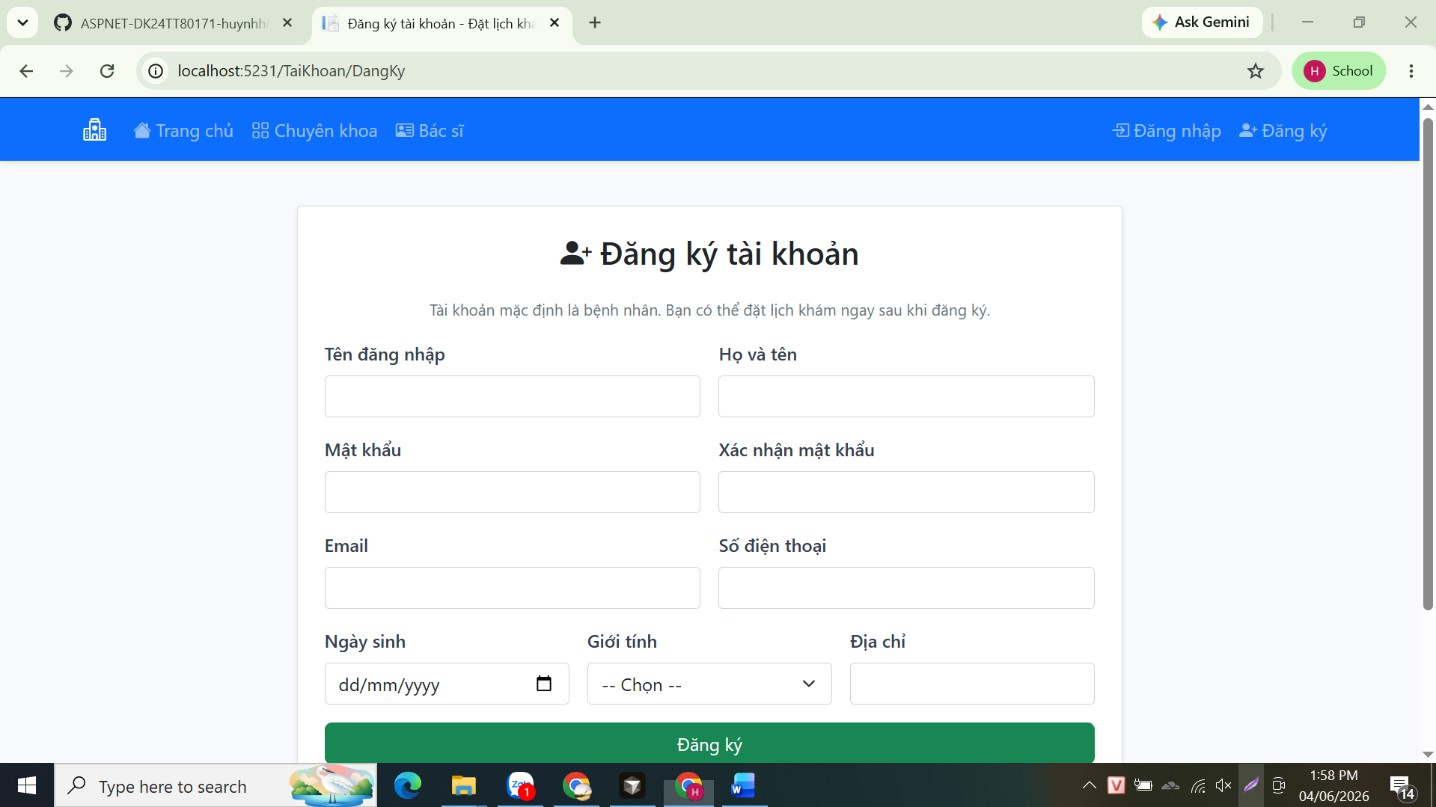 ASPNET-DK24TT80171-huynhh
Đăng ký tài khoản - Đặt lịch khá
Ask Gemini
localhost:5231/TaiKhoan/DangKy
H School
Trang chủ Chuyên khoa Bác sĩ Đăng nhập Đăng ký
Đăng ký tài khoản
Tài khoản mặc định là bệnh nhân. Bạn có thể đặt lịch khám ngay sau khi đăng ký.
Tên đăng nhập Họ và tên
Mật khẩu Xác nhận mật khẩu
Email Số điện thoại
Ngày sinh Giới tính Địa chỉ
dd/mm/yyyy -- Chọn --
Đăng ký
Type here to search
Zalo 1
H
W
V
1:58 PM
04/06/2026
14